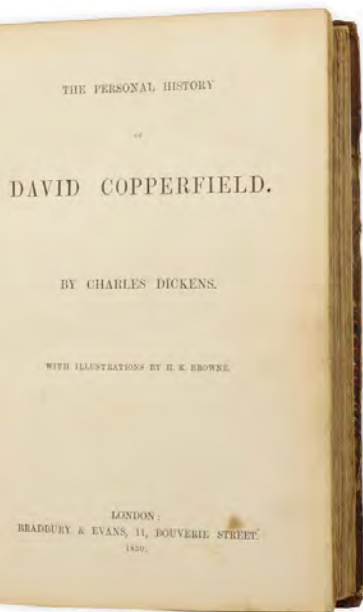 THE PERSONAL HISTORY
OF
DAVID COPPERFIELD.
BY CHARLES DICKENS.
WITH ILLUSTRATIONS BY H. K. BROWNE.
LONDON:
BRADBURY & EVANS, 11, BOUVERIE STREET.
1850.